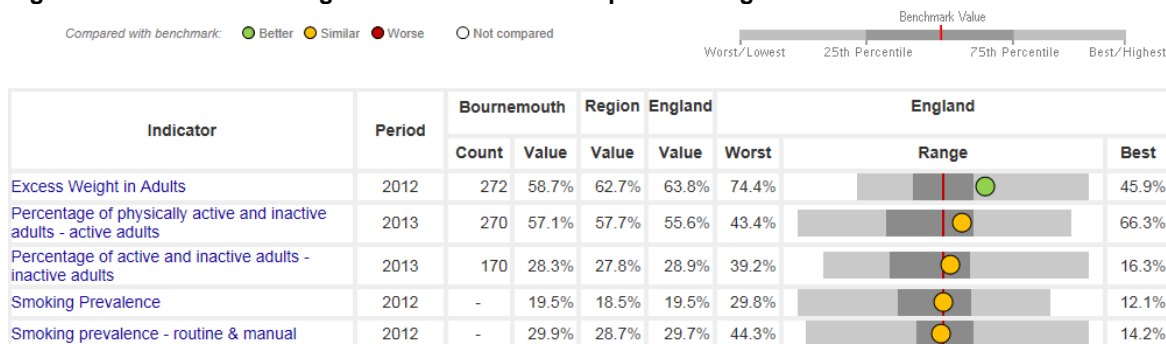 Compared with benchmark: Better Similar Worse Not compared
Benchmark Value
Worst/Lowest 25th Percentile 75th Percentile Best/Highest
Indicator Period Bournemouth Region England England
Count Value Value Value Worst Range Best
Excess Weight in Adults 2012 272 58.7% 62.7% 63.8% 74.4% 45.9%
Percentage of physically active and inactive
adults - active adults 2013 270 57.1% 57.7% 55.6% 43.4% 66.3%
Percentage of active and inactive adults -
inactive adults 2013 170 28.3% 27.8% 28.9% 39.2% 16.3%
Smoking Prevalence 2012 - 19.5% 18.5% 19.5% 29.8% 12.1%
Smoking prevalence - routine & manual 2012 - 29.9% 28.7% 29.7% 44.3% 14.2%